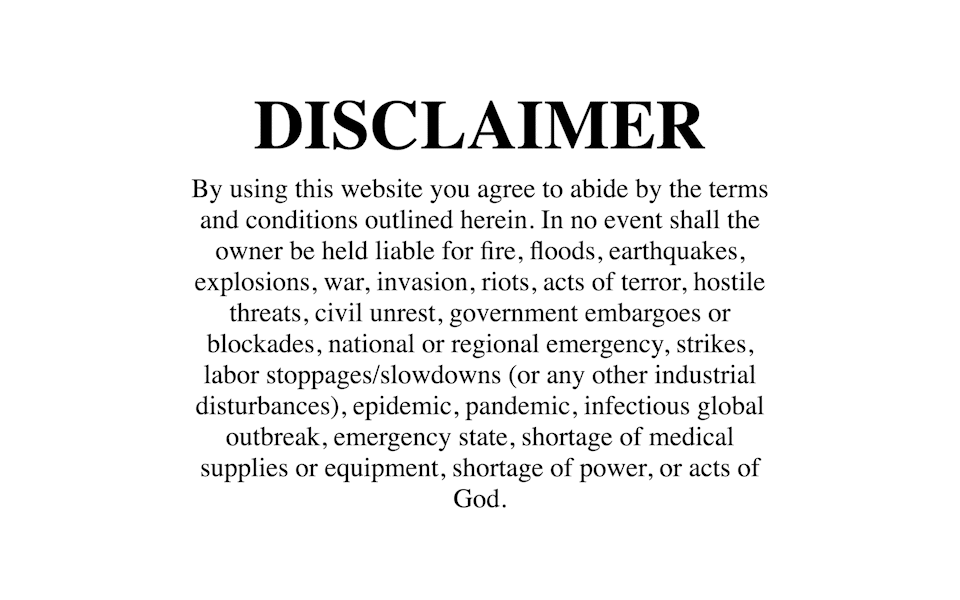 DISCLAIMER
By using this website you agree to abide by the terms
and conditions outlined herein. In no event shall the
owner be held liable for fire, floods, earthquakes,
explosions, war, invasion, riots, acts of terror, hostile
threats, civil unrest, government embargoes or
blockades, national or regional emergency, strikes,
labor stoppages/slowdowns (or any other industrial
disturbances), epidemic, pandemic, infectious global
outbreak, emergency state, shortage of medical
supplies or equipment, shortage of power, or acts of
God.